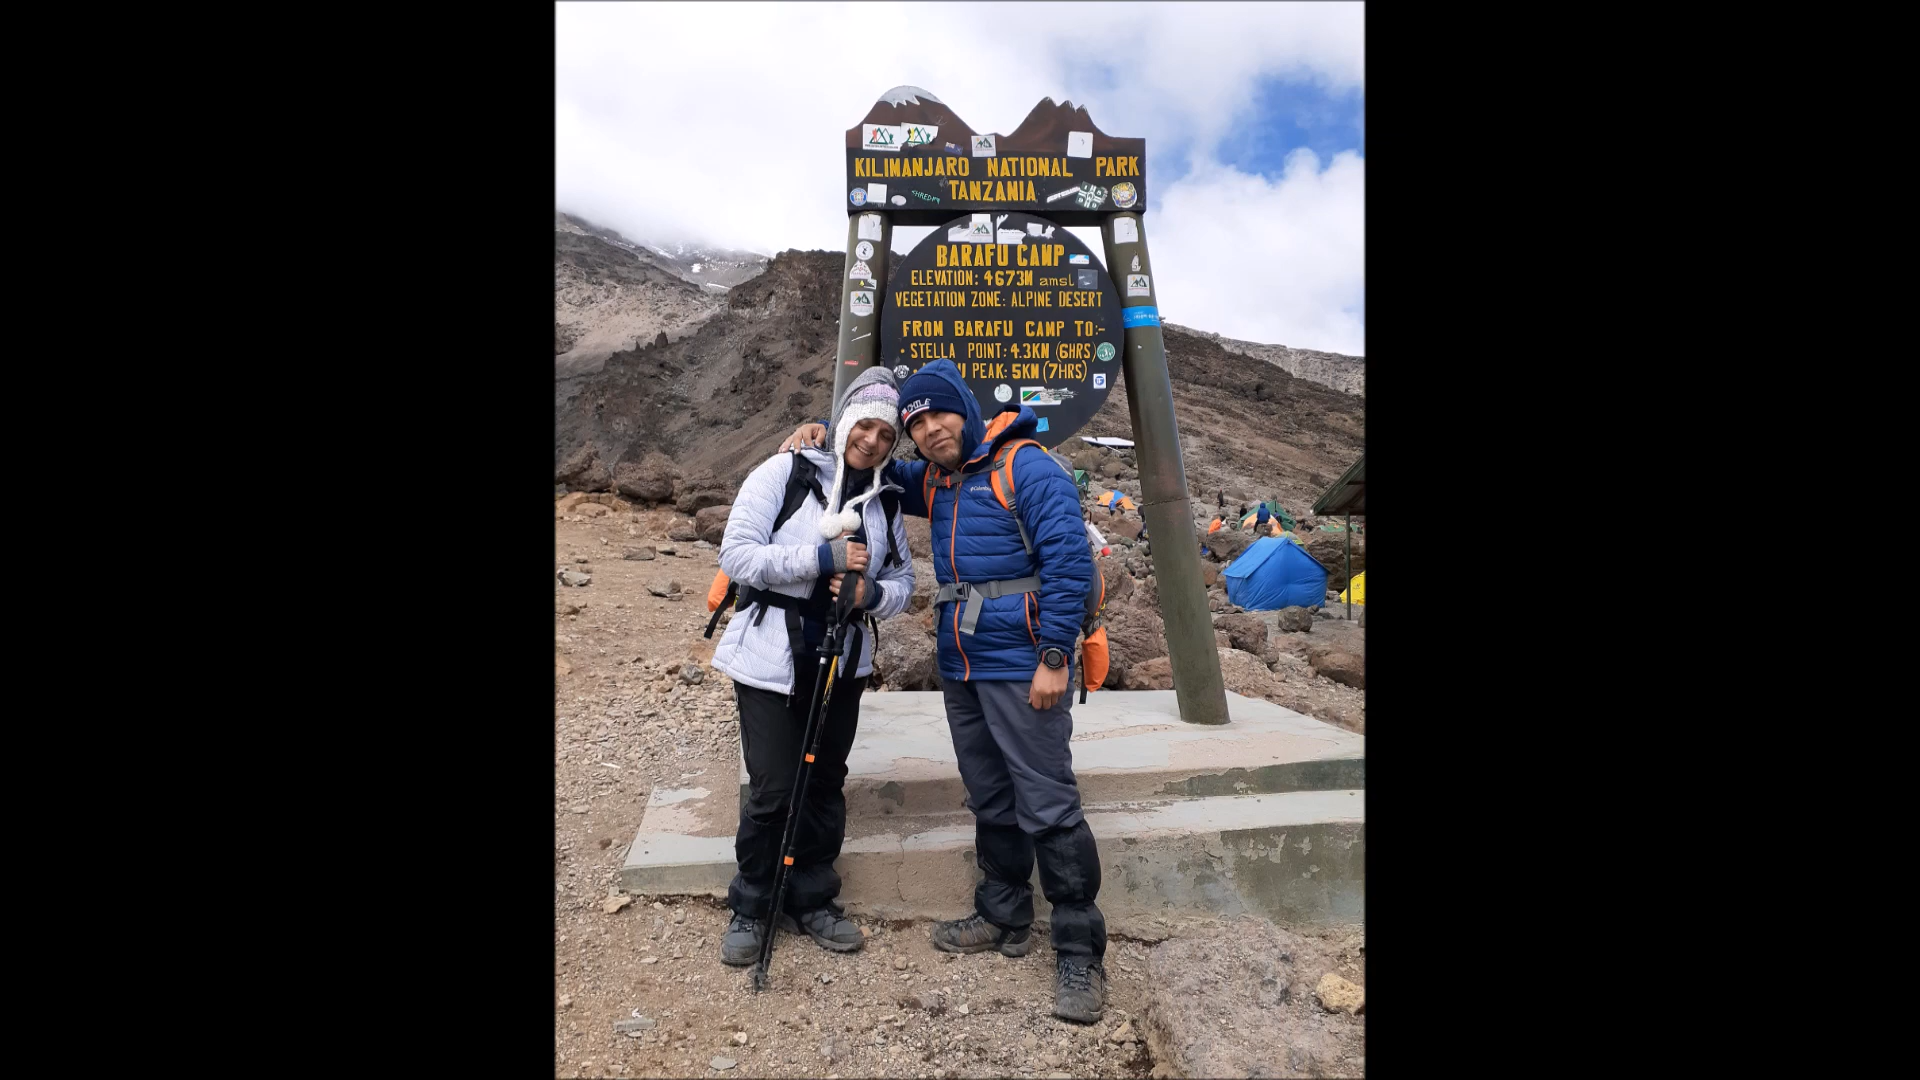 KILIMANJARO NATIONAL PARK
TANZANIA
SHRED
BARAFU CAMP
ELEVATION: 4673M amsl
VEGETATION ZONE: ALPINE DESERT
FROM BARAFU CAMP TO:-
• STELLA POINT: 4.3KM (6HRS)
PEAK: 5KM (7HRS)
CHILE
Columbia